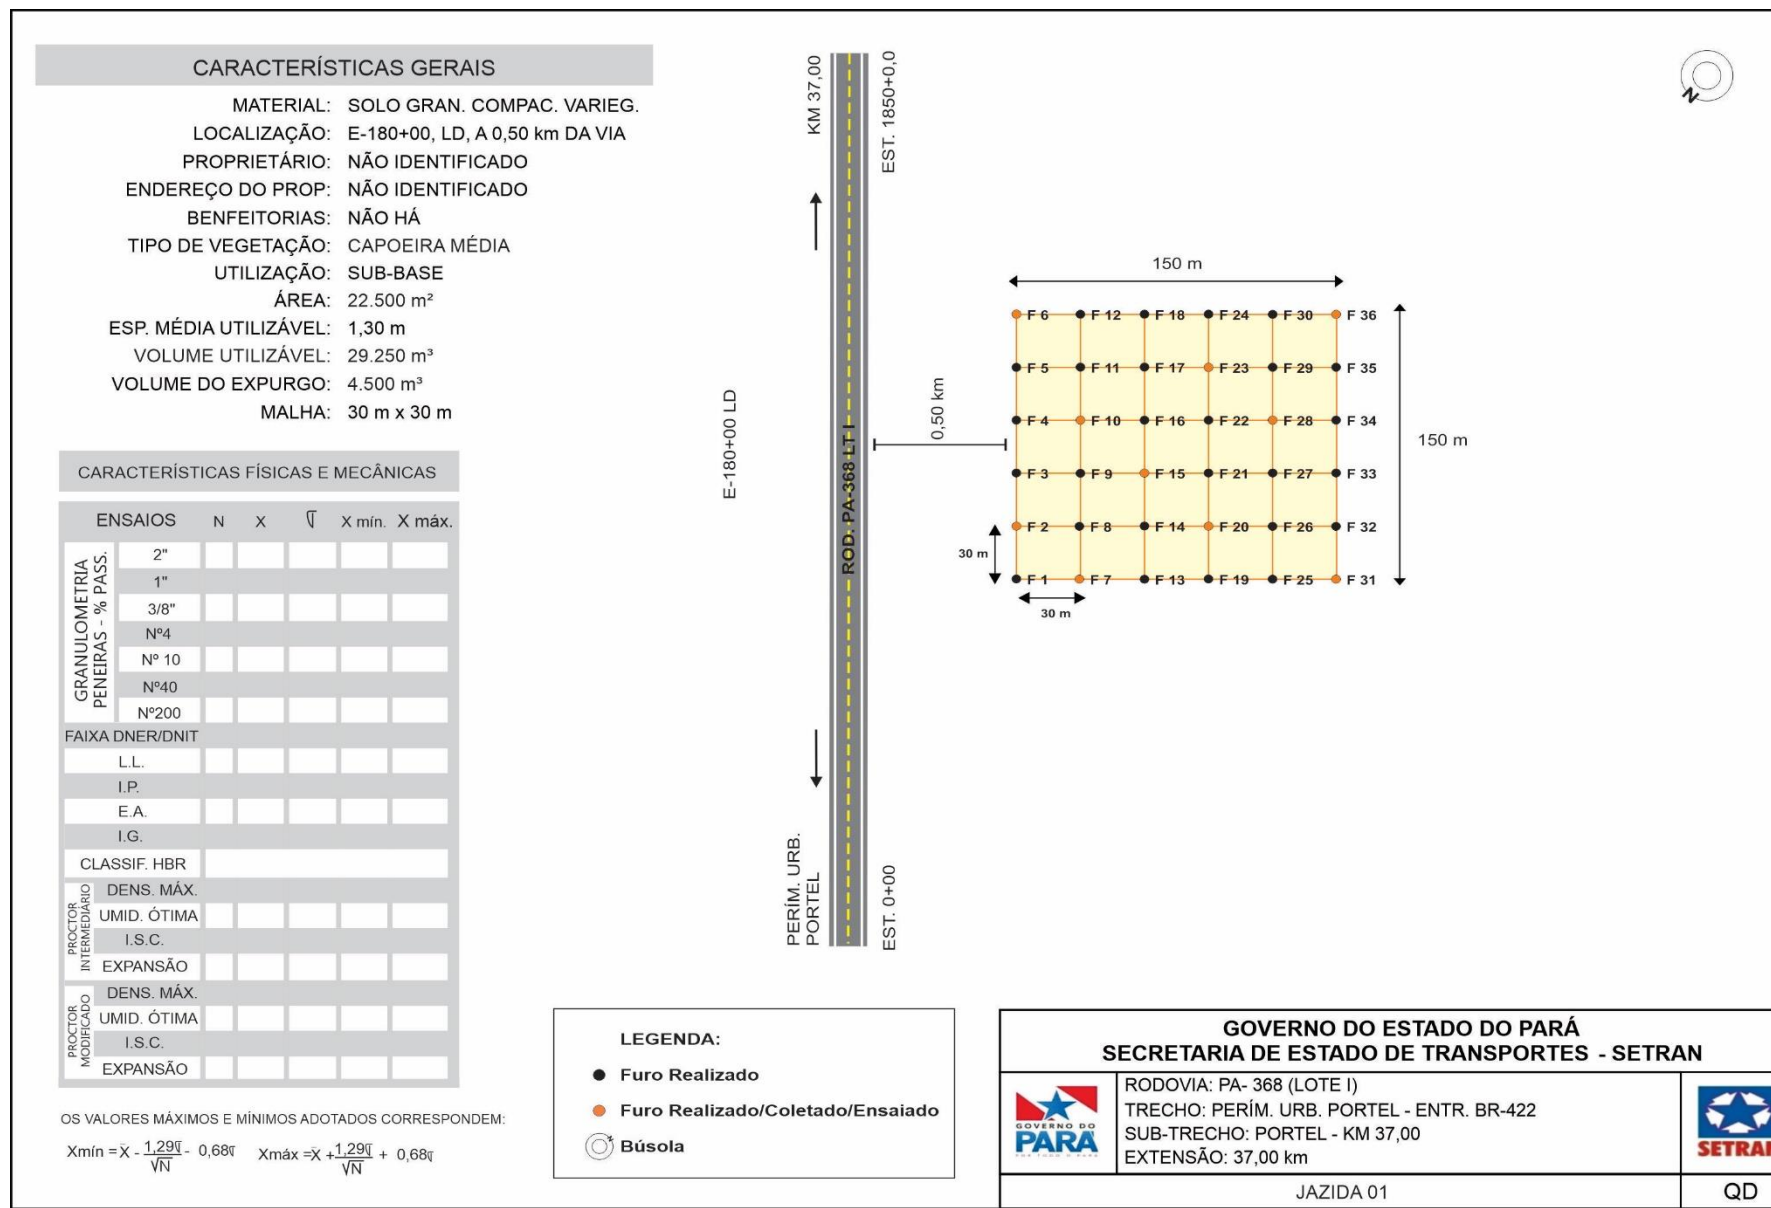 CARACTERÍSTICAS GERAIS
MATERIAL: SOLO GRAN. COMPAC. VARIEG.
LOCALIZAÇÃO: E-180+00, LD, A 0,50 km DA VIA
PROPRIETÁRIO: NÃO IDENTIFICADO
ENDEREÇO DO PROP: NÃO IDENTIFICADO
BENFEITORIAS: NÃO HÁ
TIPO DE VEGETAÇÃO: CAPOEIRA MÉDIA
UTILIZAÇÃO: SUB-BASE
ÁREA: 22.500 m²
ESP. MÉDIA UTILIZÁVEL: 1,30 m
VOLUME UTILIZÁVEL: 29.250 m³
VOLUME DO EXPURGO: 4.500 m³
MALHA: 30 m x 30 m
CARACTERÍSTICAS FÍSICAS E MECÂNICAS
ENSAIOS N X σ X mín. X máx.
GRANULOMETRIA
PENEIRAS - % PASS.
2"
1"
3/8"
Nº4
Nº 10
Nº40
Nº200
FAIXA DNER/DNIT
L.L.
I.P.
E.A.
I.G.
CLASSIF. HBR
PROCTOR
INTERMEDIÁRIO
DENS. MÁX.
UMID. ÓTIMA
I.S.C.
EXPANSÃO
PROCTOR
MODIFICADO
DENS. MÁX.
UMID. ÓTIMA
I.S.C.
EXPANSÃO
OS VALORES MÁXIMOS E MÍNIMOS ADOTADOS CORRESPONDEM:
Xmín = X̄ - 1,29σ/√N - 0,68σ Xmáx = X̄ + 1,29σ/√N + 0,68σ
KM 37,00
EST. 1850+0,0
E-180+00 LD
ROD. PA-368 LT I
0,50 km
PERÍM. URB.
PORTEL
EST. 0+00
N
150 m
F 6 F 12 F 18 F 24 F 30 F 36
F 5 F 11 F 17 F 23 F 29 F 35
F 4 F 10 F 16 F 22 F 28 F 34
150 m
F 3 F 9 F 15 F 21 F 27 F 33
F 2 F 8 F 14 F 20 F 26 F 32
30 m
F 1 F 7 F 13 F 19 F 25 F 31
30 m
LEGENDA:
Furo Realizado
Furo Realizado/Coletado/Ensaiado
Búsola
GOVERNO DO ESTADO DO PARÁ
SECRETARIA DE ESTADO DE TRANSPORTES - SETRAN
GOVERNO DO
PARÁ
POR TODO O PARÁ
RODOVIA: PA- 368 (LOTE I)
TRECHO: PERÍM. URB. PORTEL - ENTR. BR-422
SUB-TRECHO: PORTEL - KM 37,00
EXTENSÃO: 37,00 km
SETRAN
JAZIDA 01
QD